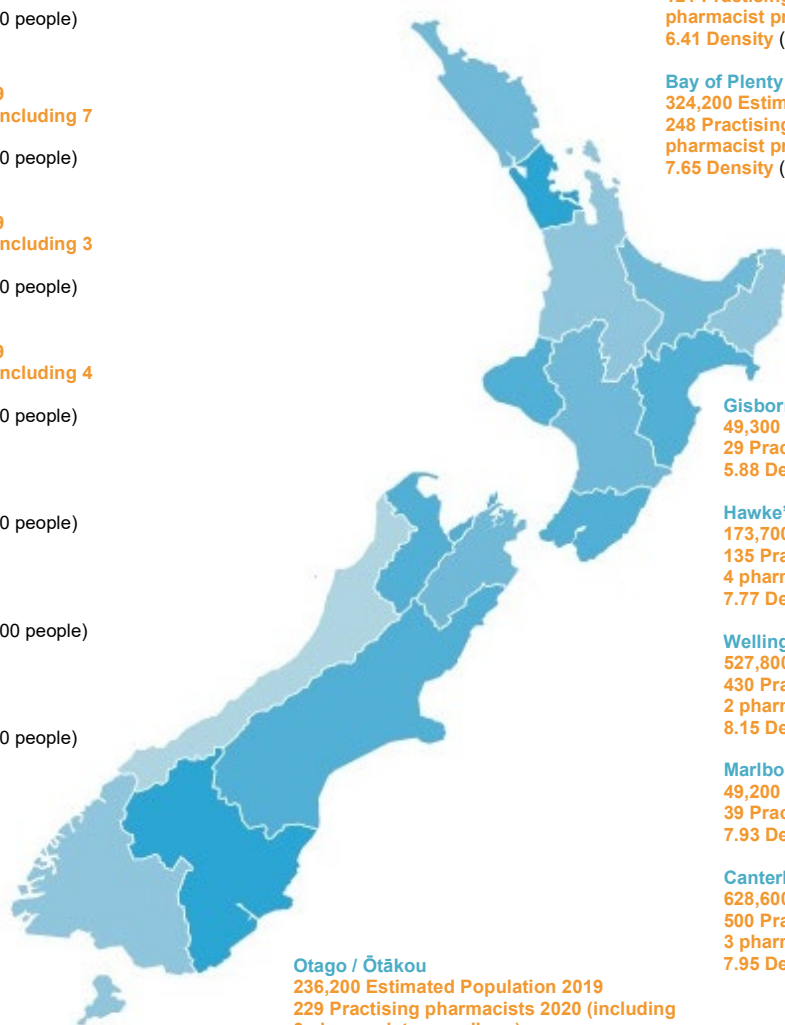 0 people)
9
ncluding 7
0 people)
9
ncluding 3
0 people)
9
ncluding 4
0 people)
0 people)
00 people)
0 people)
pharmacist pr
6.41 Density (
Bay of Plenty
324,200 Estim
248 Practising
pharmacist pr
7.65 Density (
Gisbor
49,300
29 Prac
5.88 De
Hawke'
173,700
135 Pra
4 pharn
7.77 De
Welling
527,800
430 Pra
2 pharn
8.15 De
Marlbo
49,200
39 Prac
7.93 De
Canterl
628,600
500 Pra
3 pharn
7.95 De
Otago / Ōtākou
236,200 Estimated Population 2019
229 Practising pharmacists 2020 (including